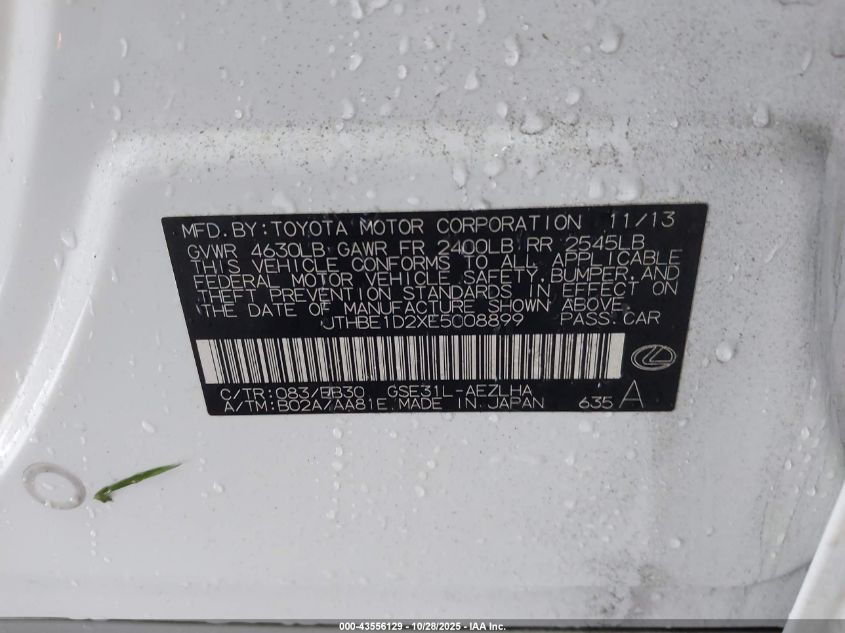 MFD. BY: TOYOTA MOTOR CORPORATION 11/13
GVWR 4630LB GAWR FR 2400LB RR 2545LB
THIS VEHICLE CONFORMS TO ALL APPLICABLE
FEDERAL MOTOR VEHICLE SAFETY, BUMPER, AND
THEFT PREVENTION STANDARDS IN EFFECT ON
THE DATE OF MANUFACTURE SHOWN ABOVE.
JTHBE1D2XE5008899 PASS. CAR
C/TR: 083/ GSE31L-AEZLHA
A/TM: B02A/AA81E MADE IN JAPAN 635 A
000-43556129 - 10/28/2025 - IAA Inc.